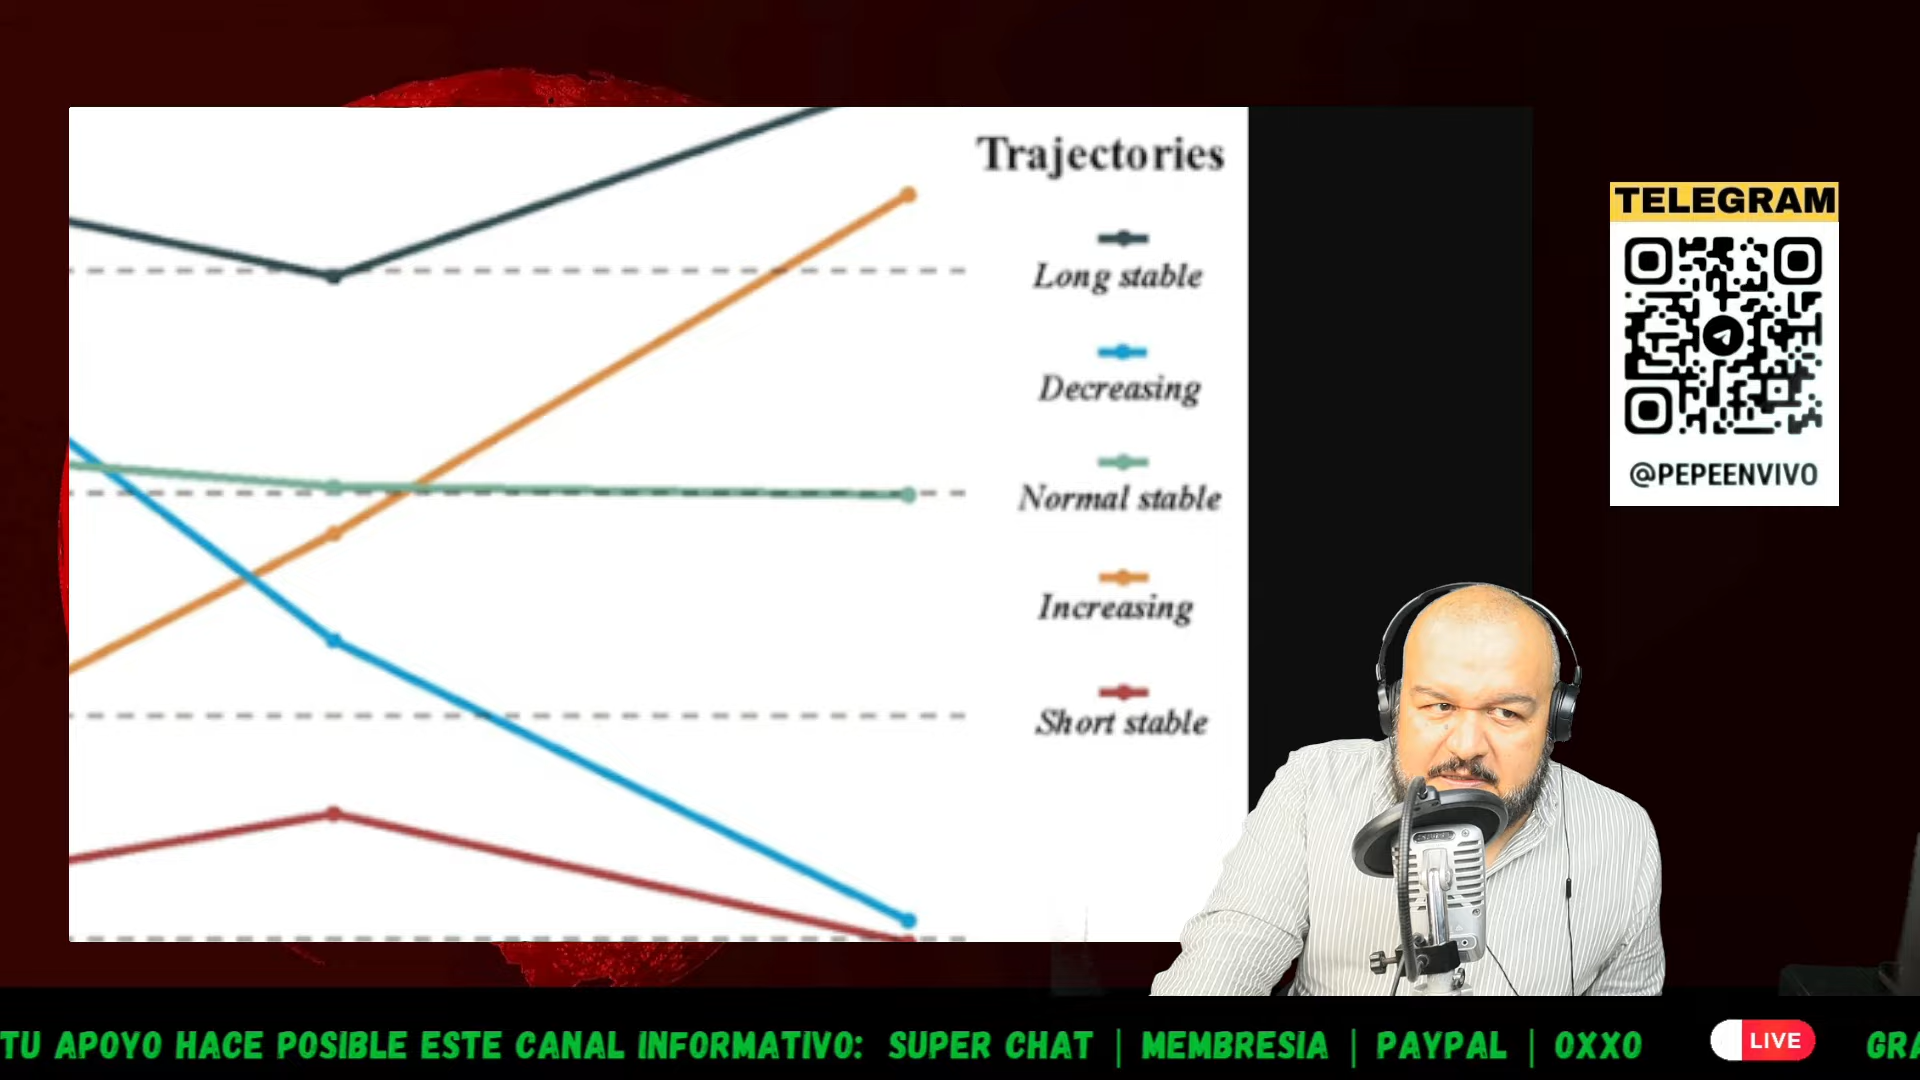 Trajectories
Long stable
Decreasing
Normal stable
Increasing
Short stable
TELEGRAM
@PEPEENVIVO
TU APOYO HACE POSIBLE ESTE CANAL INFORMATIVO: SUPER CHAT | MEMBRESIA | PAYPAL | OXXO
LIVE
GRA